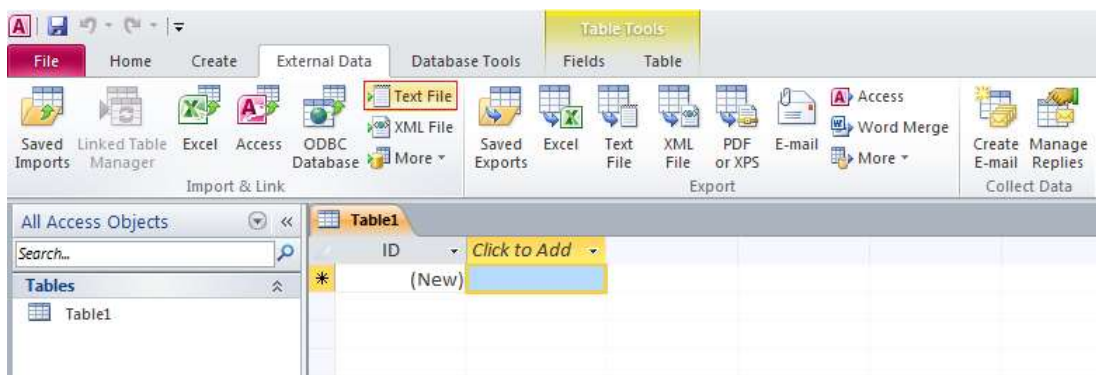 Table Tools
File Home Create External Data Database Tools Fields Table
Saved Imports
Linked Table Manager
Excel
Access
ODBC Database
Text File
XML File
More
Import & Link
Saved Exports
Excel
Text File
XML File
PDF or XPS
E-mail
Access
Word Merge
More
Export
Create E-mail
Manage Replies
Collect Data
All Access Objects
Search...
Tables
Table1
Table1
ID Click to Add
(New)